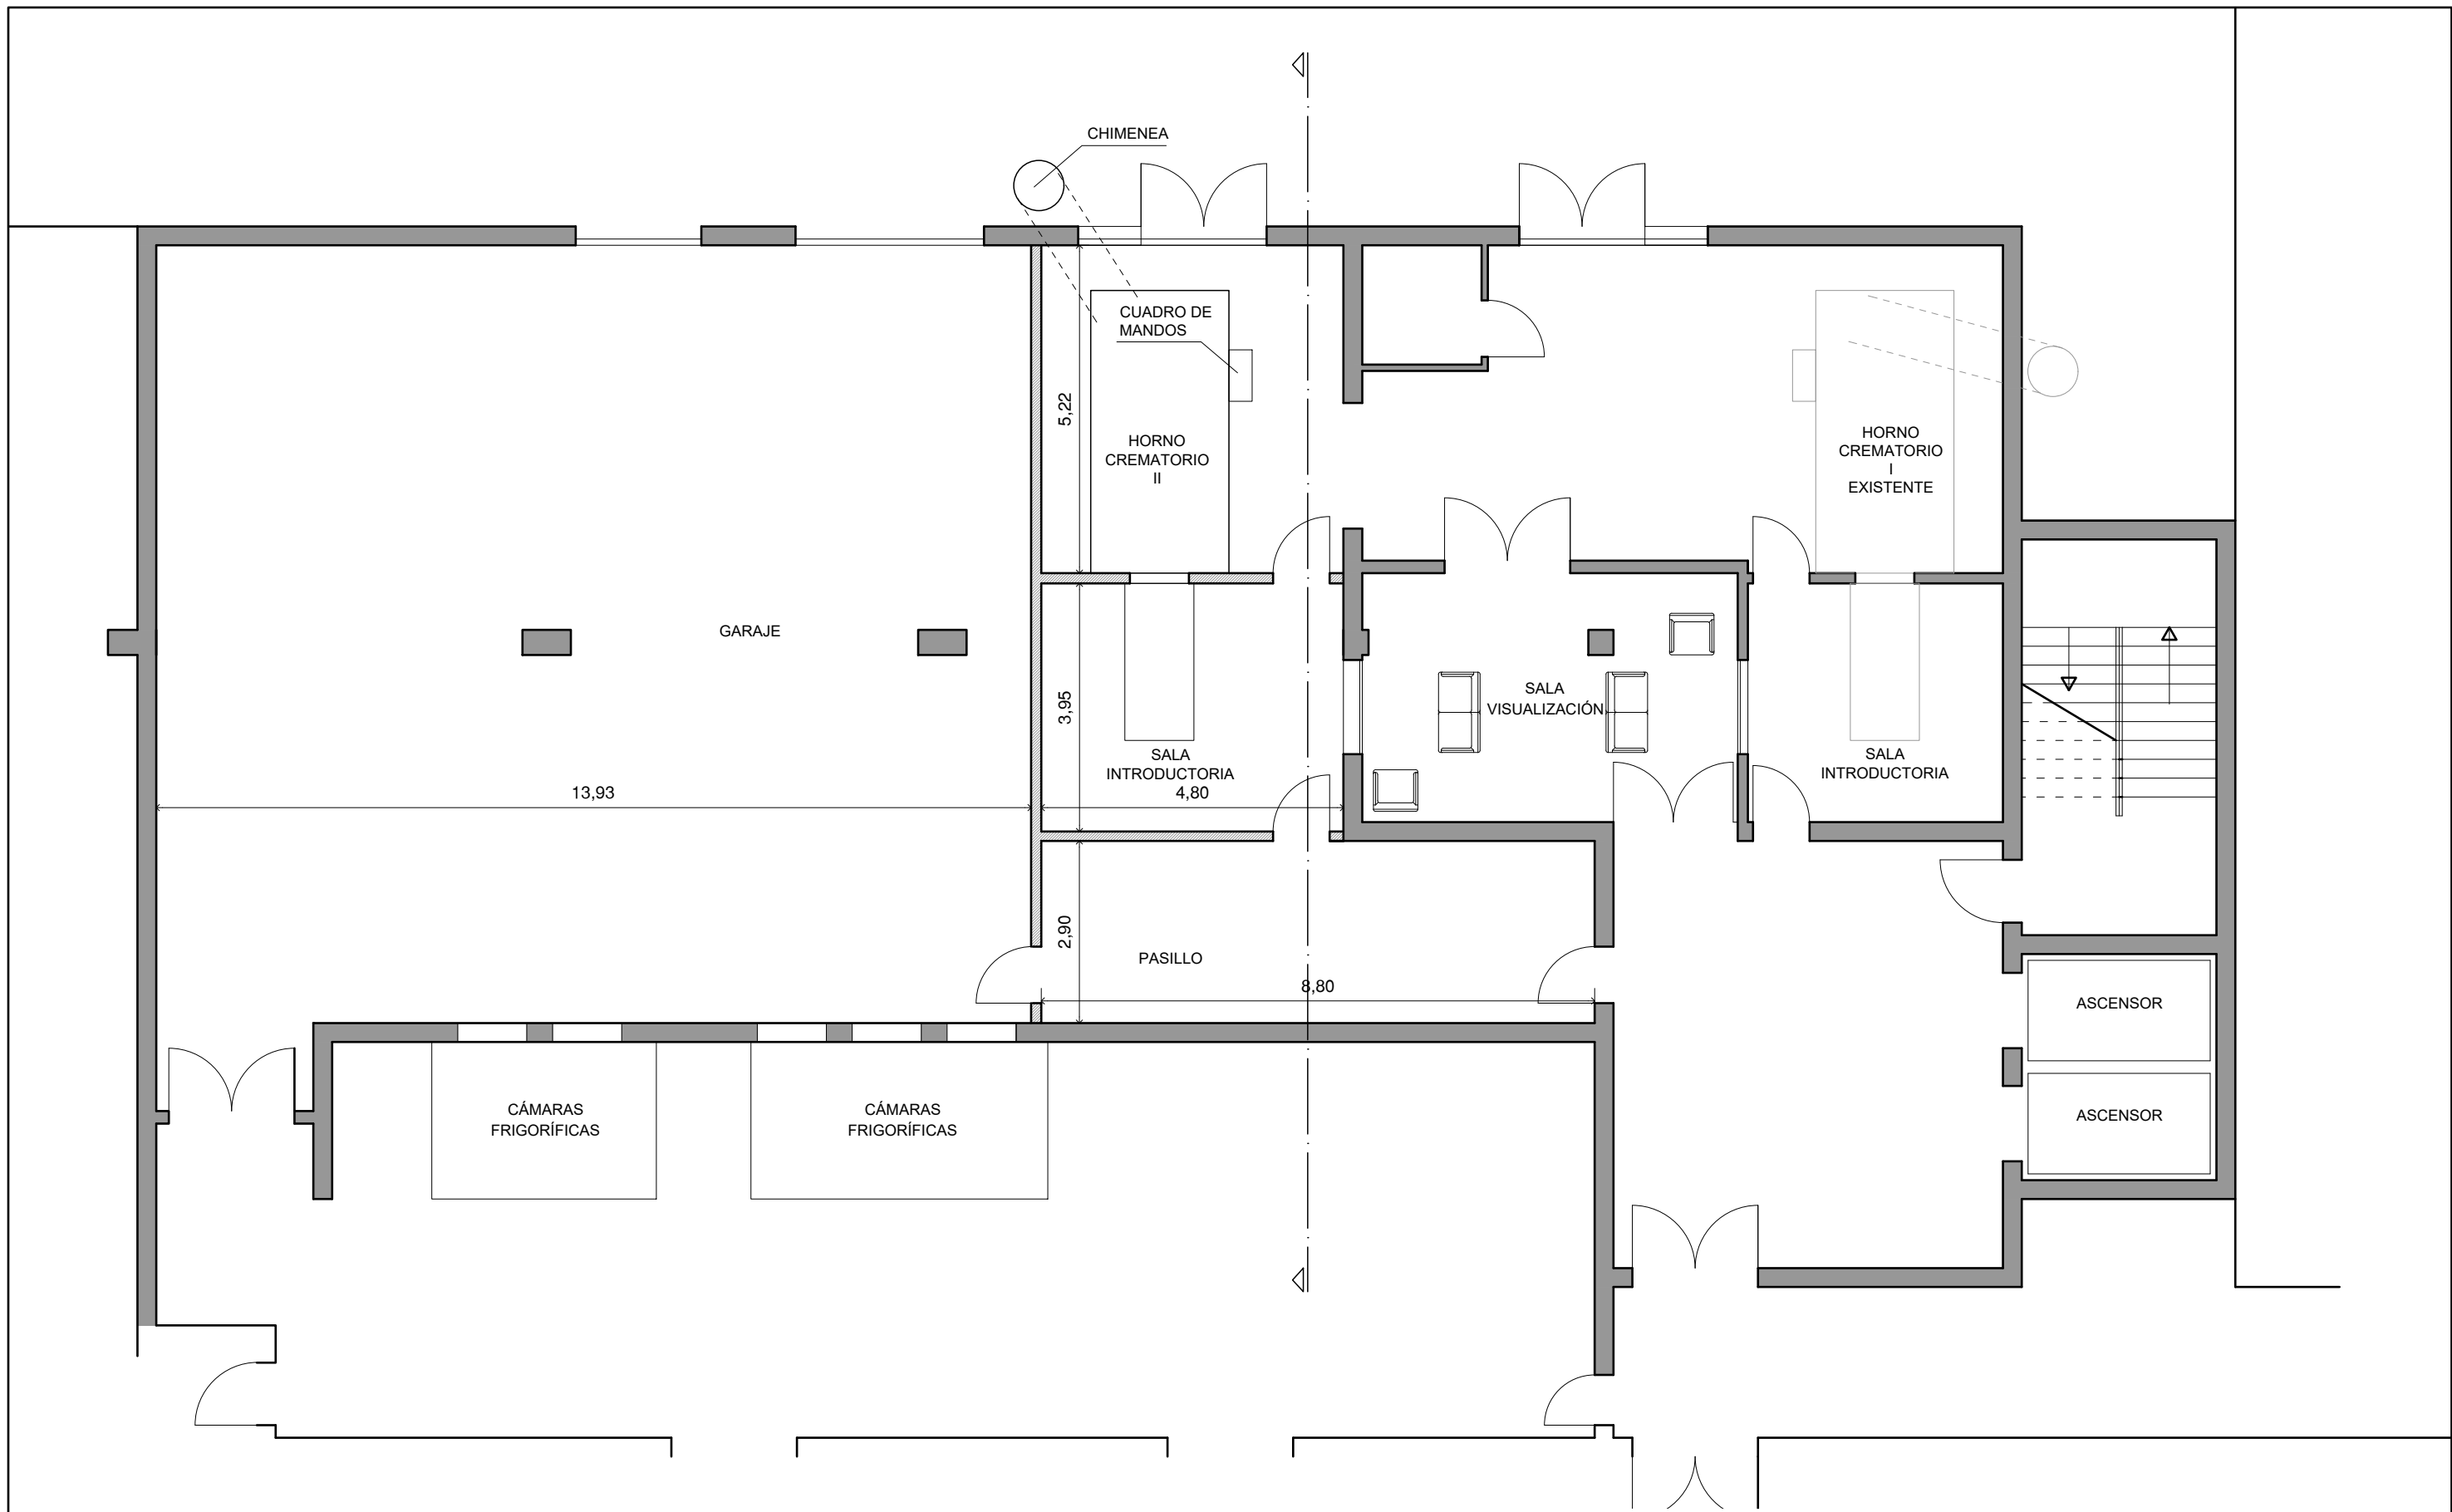 CHIMENEA
CUADRO DE
MANDOS
5,22
HORNO
CREMATORIO
II
HORNO
CREMATORIO
I
EXISTENTE
GARAJE
3,95
SALA
VISUALIZACIÓN
SALA
INTRODUCTORIA
4,80
SALA
INTRODUCTORIA
13,93
2,90
PASILLO
8,80
ASCENSOR
ASCENSOR
CÁMARAS
FRIGORÍFICAS
CÁMARAS
FRIGORÍFICAS